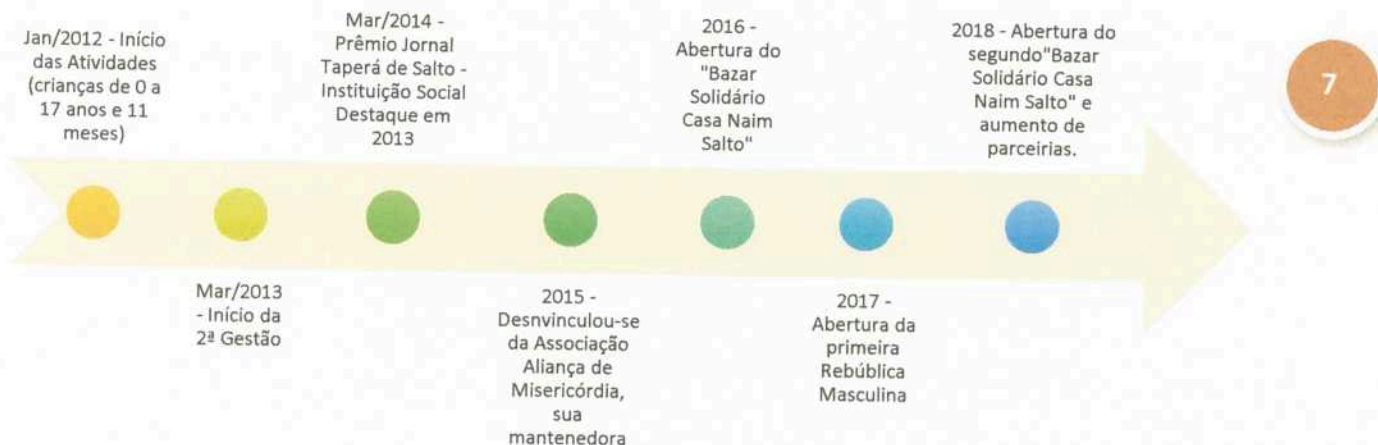 Jan/2012 - Início
das Atividades
(crianças de 0 a
17 anos e 11
meses)
Mar/2013
- Início da
2ª Gestão
Mar/2014 -
Prêmio Jornal
Taperá de Salto -
Instituição Social
Destaque em
2013
2015 -
Desnvinculou-se
da Associação
Aliança de
Misericórdia,
sua
mantenedora
2016 -
Abertura do
"Bazar
Solidário
Casa Naim
Salto"
2017 -
Abertura da
primeira
Rebública
Masculina
2018 - Abertura do
segundo"Bazar
Solidário Casa
Naim Salto" e
aumento de
parceirias.
7